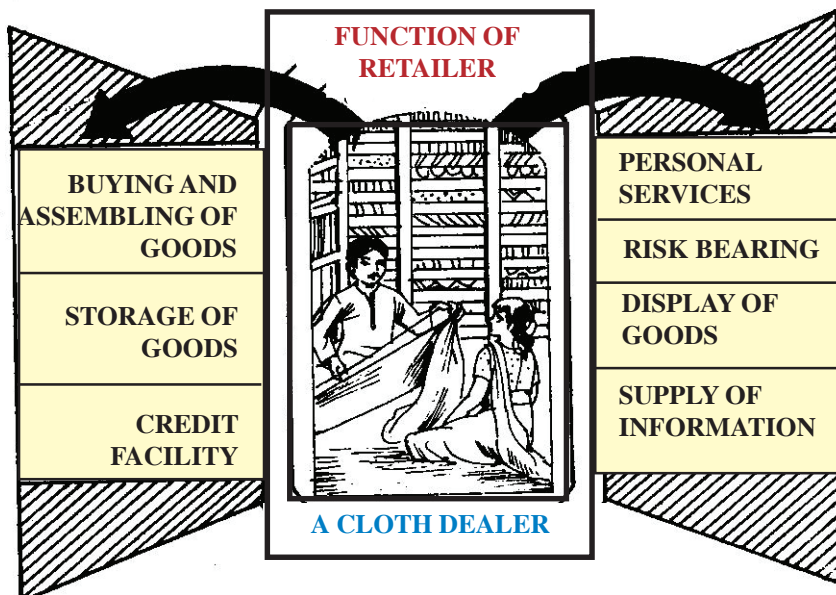 FUNCTION OF
RETAILER
BUYING AND
ASSEMBLING OF
GOODS
STORAGE OF
GOODS
CREDIT
FACILITY
PERSONAL
SERVICES
RISK BEARING
DISPLAY OF
GOODS
SUPPLY OF
INFORMATION
A CLOTH DEALER